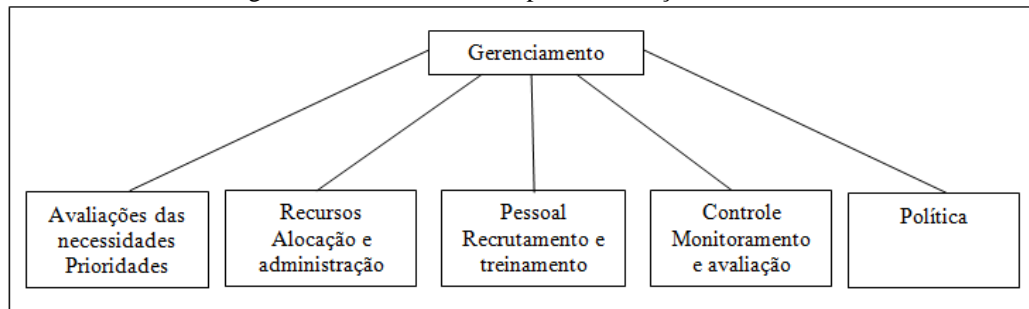 Gerenciamento
Avaliações das
necessidades
Prioridades
Recursos
Alocação e
administração
Pessoal
Recrutamento e
treinamento
Controle
Monitoramento
e avaliação
Política